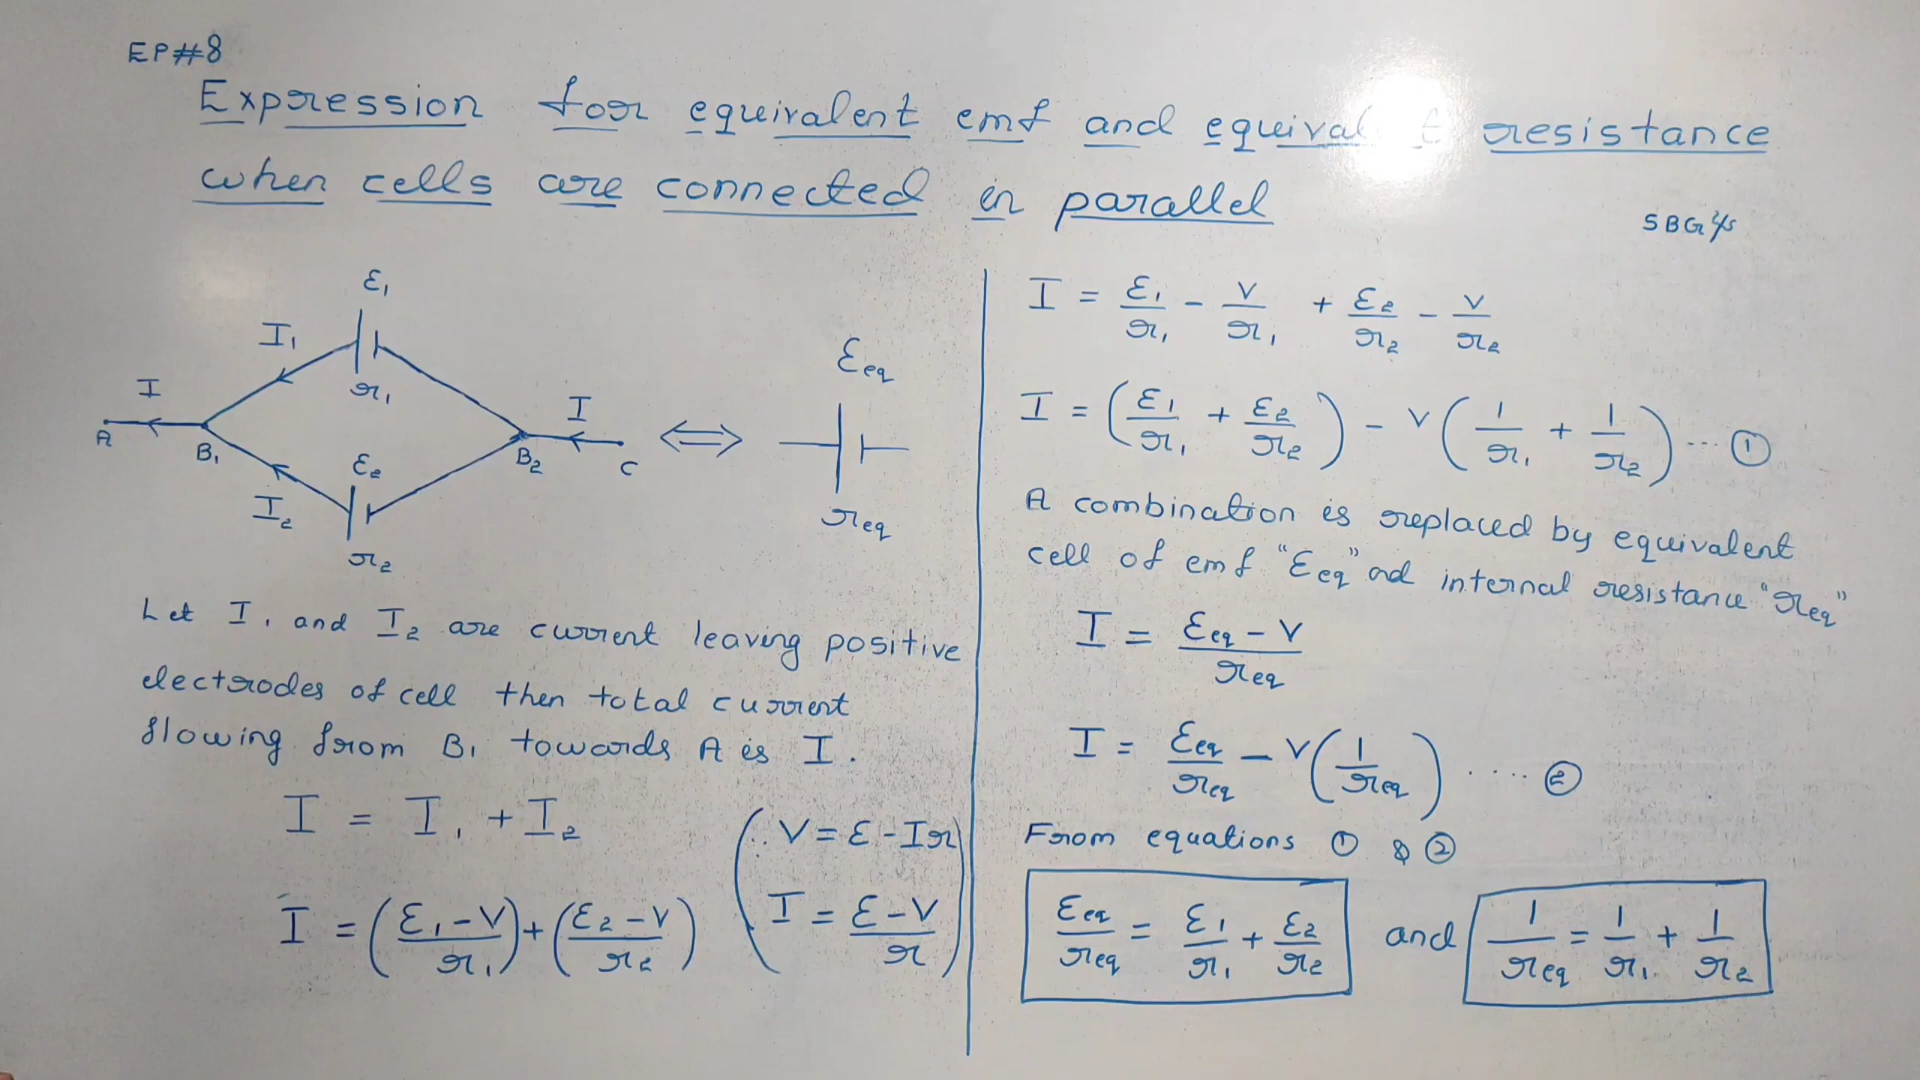 EP#8
Expression for equivalent emf and equival t resistance
when cells are connected in parallel
SBG
ε₁
I₁
r₁
I
A
B₁
ε₂
I₂
r₂
B₂
I
C
εeq
req
Let I₁ and I₂ are current leaving positive
electrodes of cell then total current
flowing from B₁ towards A is I.
I = I₁ + I₂
I = (ε₁ - V / r₁) + (ε₂ - V / r₂)
(∵ V = ε - Ir
I = ε - V / r)
I = ε₁/r₁ - V/r₁ + ε₂/r₂ - V/r₂
I = (ε₁/r₁ + ε₂/r₂) - V(1/r₁ + 1/r₂) ... ①
A combination is replaced by equivalent
cell of emf "εeq" ad internal resistance "req"
I = εeq - V / req
I = εeq/req - V(1/req) ..... ②
From equations ① & ②
εeq/req = ε₁/r₁ + ε₂/r₂ and 1/req = 1/r₁ + 1/r₂